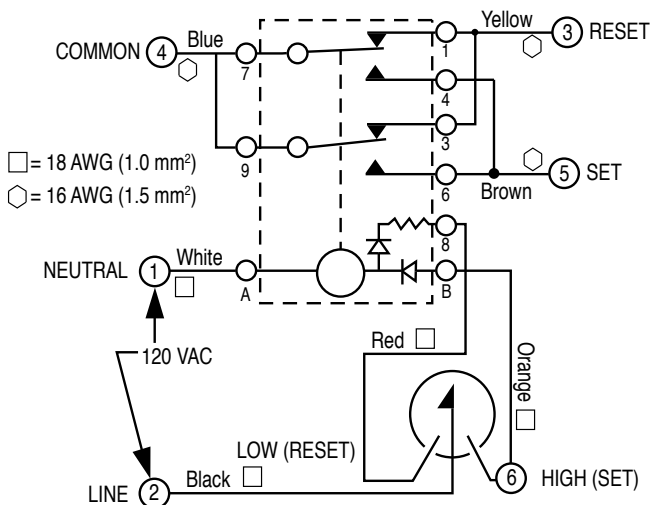 Yellow
3 RESET
COMMON 4 Blue
1
7
4
3
9
□ = 18 AWG (1.0 mm²)
⬡ = 16 AWG (1.5 mm²)
5 SET
6
Brown
8
NEUTRAL 1 White
A
B
Red
Orange
120 VAC
LOW (RESET)
6 HIGH (SET)
LINE 2 Black